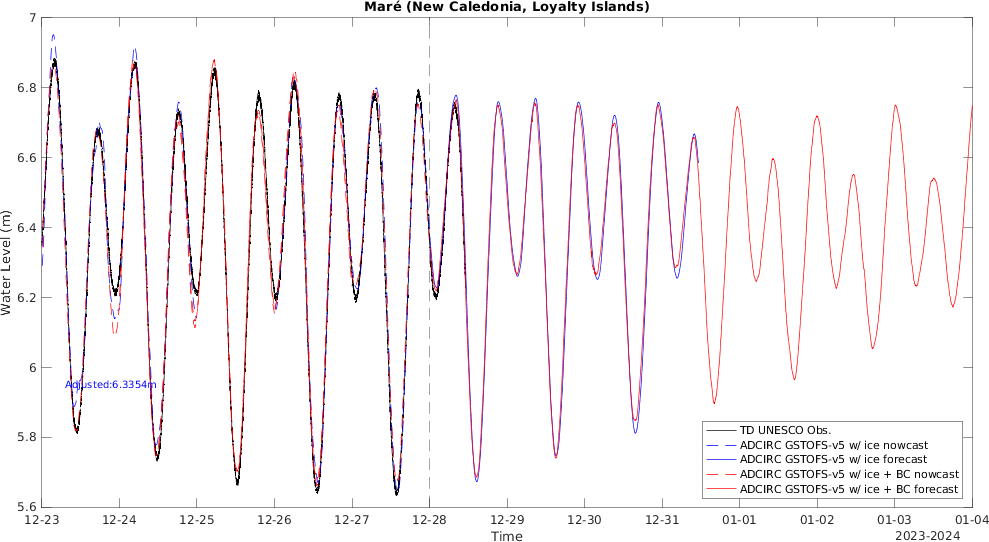 Maré (New Caledonia, Loyalty Islands)
Water Level (m)
7
6.8
6.6
6.4
6.2
6
5.8
5.6
Adjusted:6.3354m
TD UNESCO Obs.
ADCIRC GSTOFS-v5 w/ ice nowcast
ADCIRC GSTOFS-v5 w/ ice forecast
ADCIRC GSTOFS-v5 w/ ice + BC nowcast
ADCIRC GSTOFS-v5 w/ ice + BC forecast
12-23 12-24 12-25 12-26 12-27 12-28 12-29 12-30 12-31 01-01 01-02 01-03 01-04
Time
2023-2024